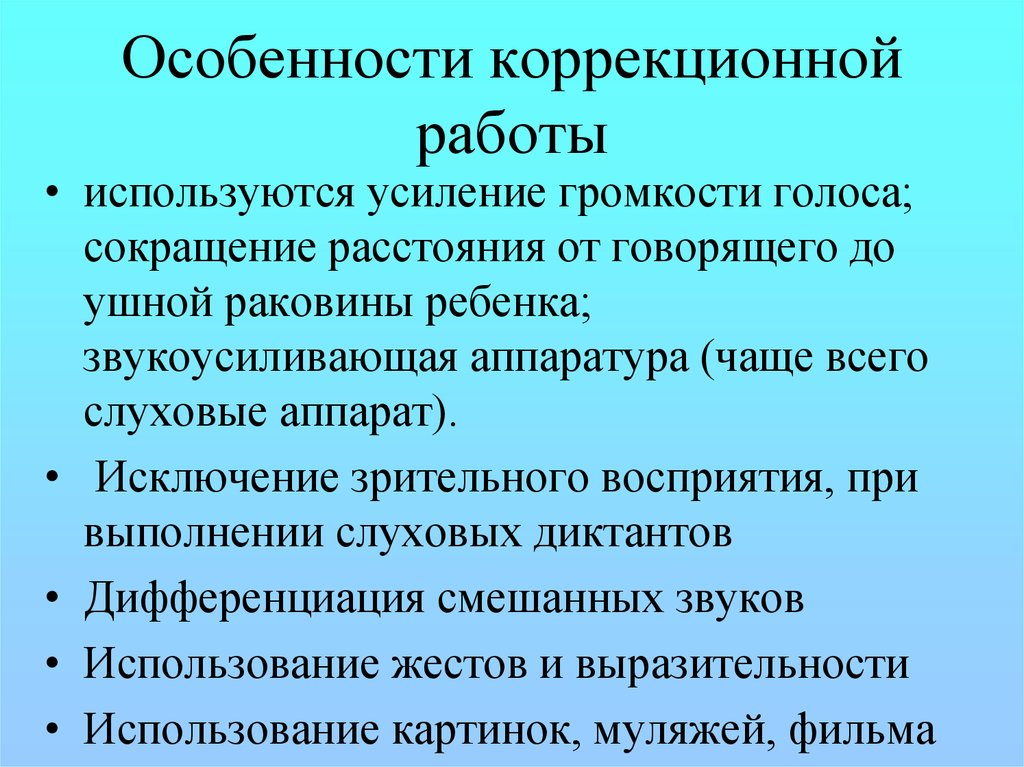 Особенности коррекционной
работы
• используются усиление громкости голоса;
сокращение расстояния от говорящего до
ушной раковины ребенка;
звукоусиливающая аппаратура (чаще всего
слуховые аппарат).
• Исключение зрительного восприятия, при
выполнении слуховых диктантов
• Дифференциация смешанных звуков
• Использование жестов и выразительности
• Использование картинок, муляжей, фильма